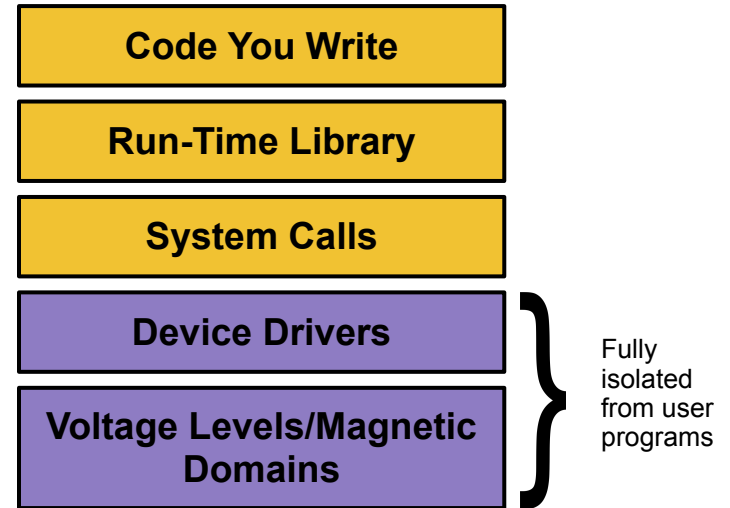 Code You Write
Run-Time Library
System Calls
Device Drivers
Voltage Levels/Magnetic
Domains
Fully
isolated
from user
programs